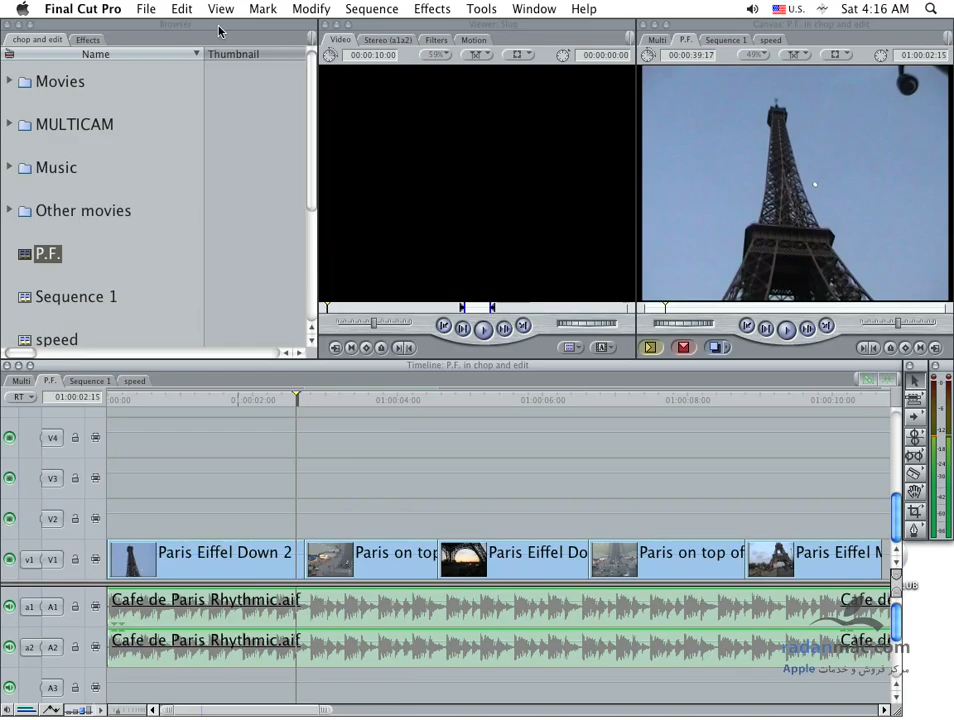 Final Cut Pro File Edit View Mark Modify Sequence Effects Tools Window Help U.S. Sat 4:16 AM
Browser Viewer: Slug Canvas: P.F. in chop and edit
chop and edit Effects Video Stereo (a1a2) Filters Motion Multi P.F. Sequence 1 speed
Name Thumbnail 00:00:10:00 59% 00:00:00:00 00:00:39:17 49% 01:00:02:15
Movies
MULTICAM
Music
Other movies
P.F.
Sequence 1
speed
Timeline: P.F. in chop and edit
Multi P.F. Sequence 1 speed
RT 01:00:02:15 00:00 01:00:02:00 01:00:04:00 01:00:06:00 01:00:08:00 01:00:10:00
V4
V3
V2
v1 V1 Paris Eiffel Down 2 Paris on top Paris Eiffel Do Paris on top of Paris Eiffel M
a1 A1 Cafe de Paris Rhythmic.aif Cafe de
a2 A2 Cafe de Paris Rhythmic.aif Cafe de
radanmac.com
مرکز فروش و خدمات Apple
A3